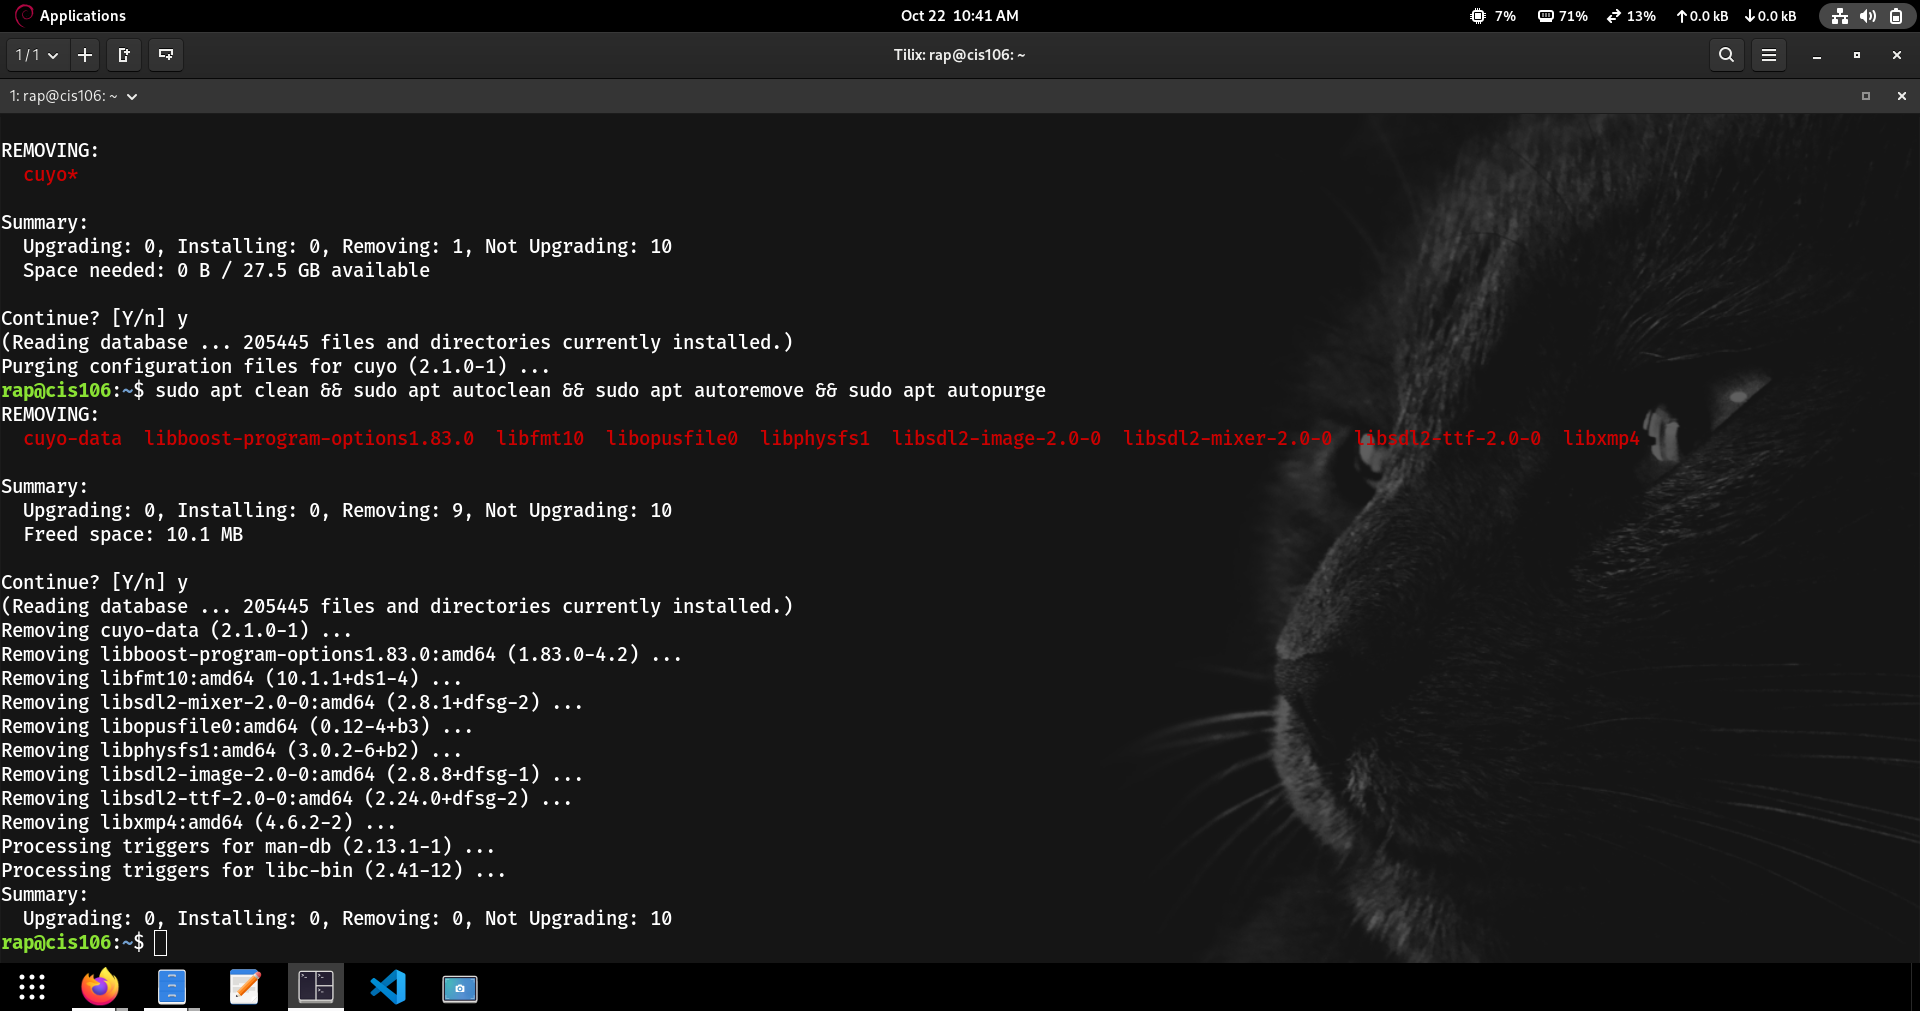 Applications
Oct 22 10:41 AM
7% 71% 13% 0.0 kB 0.0 kB
1 / 1
Tilix: rap@cis106: ~
1: rap@cis106: ~
REMOVING:
cuyo*
Summary:
Upgrading: 0, Installing: 0, Removing: 1, Not Upgrading: 10
Space needed: 0 B / 27.5 GB available
Continue? [Y/n] y
(Reading database ... 205445 files and directories currently installed.)
Purging configuration files for cuyo (2.1.0-1) ...
rap@cis106:~$ sudo apt clean && sudo apt autoclean && sudo apt autoremove && sudo apt autopurge
REMOVING:
cuyo-data libboost-program-options1.83.0 libfmt10 libopusfile0 libphysfs1 libsdl2-image-2.0-0 libsdl2-mixer-2.0-0 libsdl2-ttf-2.0-0 libxmp4
Summary:
Upgrading: 0, Installing: 0, Removing: 9, Not Upgrading: 10
Freed space: 10.1 MB
Continue? [Y/n] y
(Reading database ... 205445 files and directories currently installed.)
Removing cuyo-data (2.1.0-1) ...
Removing libboost-program-options1.83.0:amd64 (1.83.0-4.2) ...
Removing libfmt10:amd64 (10.1.1+ds1-4) ...
Removing libsdl2-mixer-2.0-0:amd64 (2.8.1+dfsg-2) ...
Removing libopusfile0:amd64 (0.12-4+b3) ...
Removing libphysfs1:amd64 (3.0.2-6+b2) ...
Removing libsdl2-image-2.0-0:amd64 (2.8.8+dfsg-1) ...
Removing libsdl2-ttf-2.0-0:amd64 (2.24.0+dfsg-2) ...
Removing libxmp4:amd64 (4.6.2-2) ...
Processing triggers for man-db (2.13.1-1) ...
Processing triggers for libc-bin (2.41-12) ...
Summary:
Upgrading: 0, Installing: 0, Removing: 0, Not Upgrading: 10
rap@cis106:~$